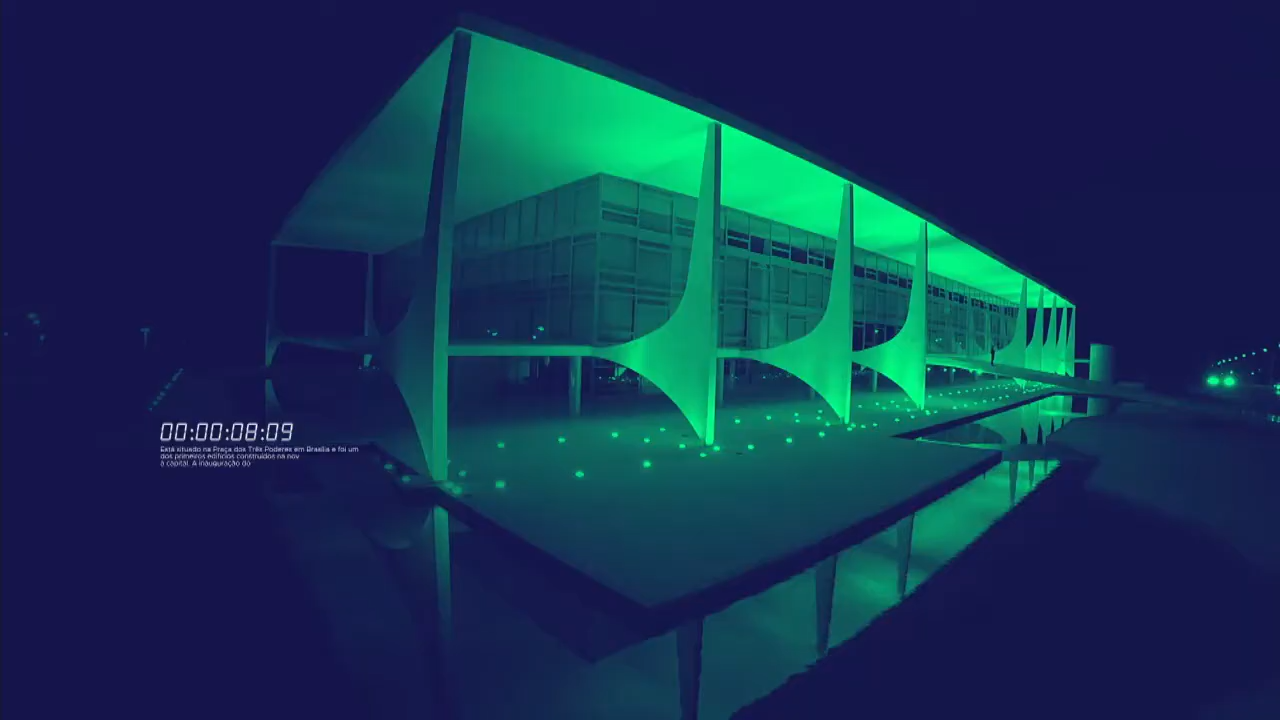 00:00:08:09
Está situado na Praça dos Três Poderes em Brasília e foi um
dos primeiros edifícios construídos na nov
a capital. A inauguração do